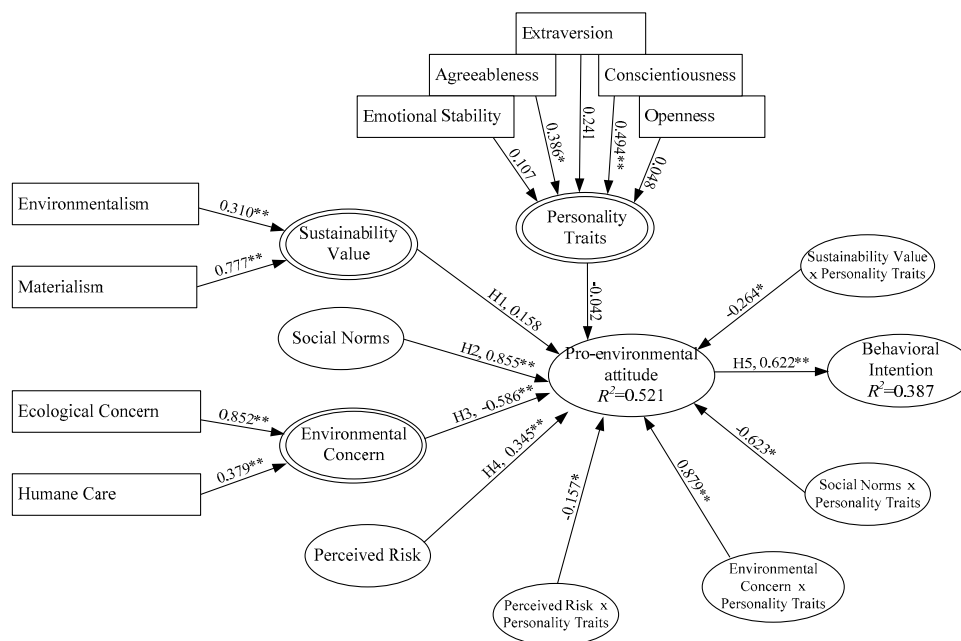 Extraversion
Agreeableness
Conscientiousness
Emotional Stability
Openness
0.107
0.386*
0.241
0.494**
0.048
Environmentalism
0.310**
Materialism
0.777**
Sustainability
Value
Personality
Traits
Sustainability Value
x Personality Traits
-0.042
-0.264*
H1, 0.158
Social Norms
H2, 0.855**
Pro-environmental
attitude
R²=0.521
H5, 0.622**
Behavioral
Intention
R²=0.387
Ecological Concern
0.852**
Humane Care
0.379**
Environmental
Concern
H3, -0.586**
H4, 0.345**
Perceived Risk
-0.157*
Perceived Risk x
Personality Traits
0.879**
Environmental
Concern x
Personality Traits
-0.623*
Social Norms x
Personality Traits